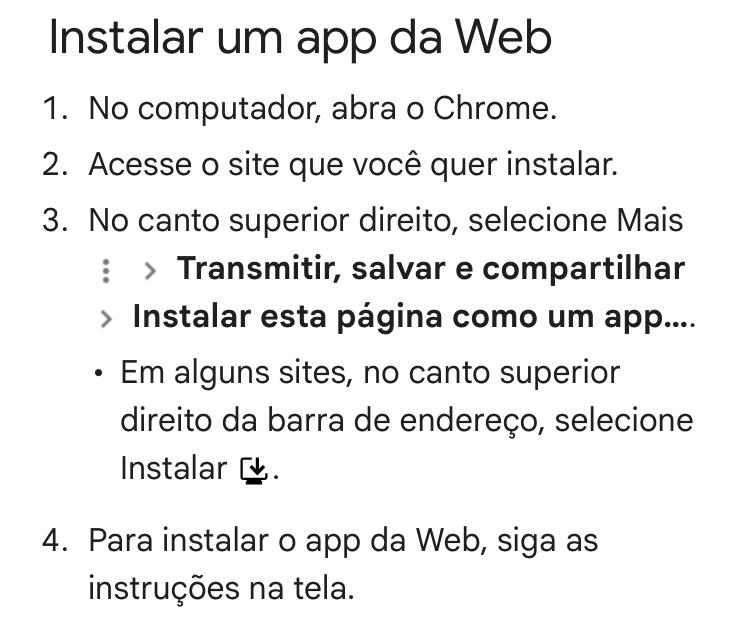 Instalar um app da Web
1. No computador, abra o Chrome.
2. Acesse o site que você quer instalar.
3. No canto superior direito, selecione Mais
⋮ > Transmitir, salvar e compartilhar
> Instalar esta página como um app....
• Em alguns sites, no canto superior
direito da barra de endereço, selecione
Instalar .
4. Para instalar o app da Web, siga as
instruções na tela.